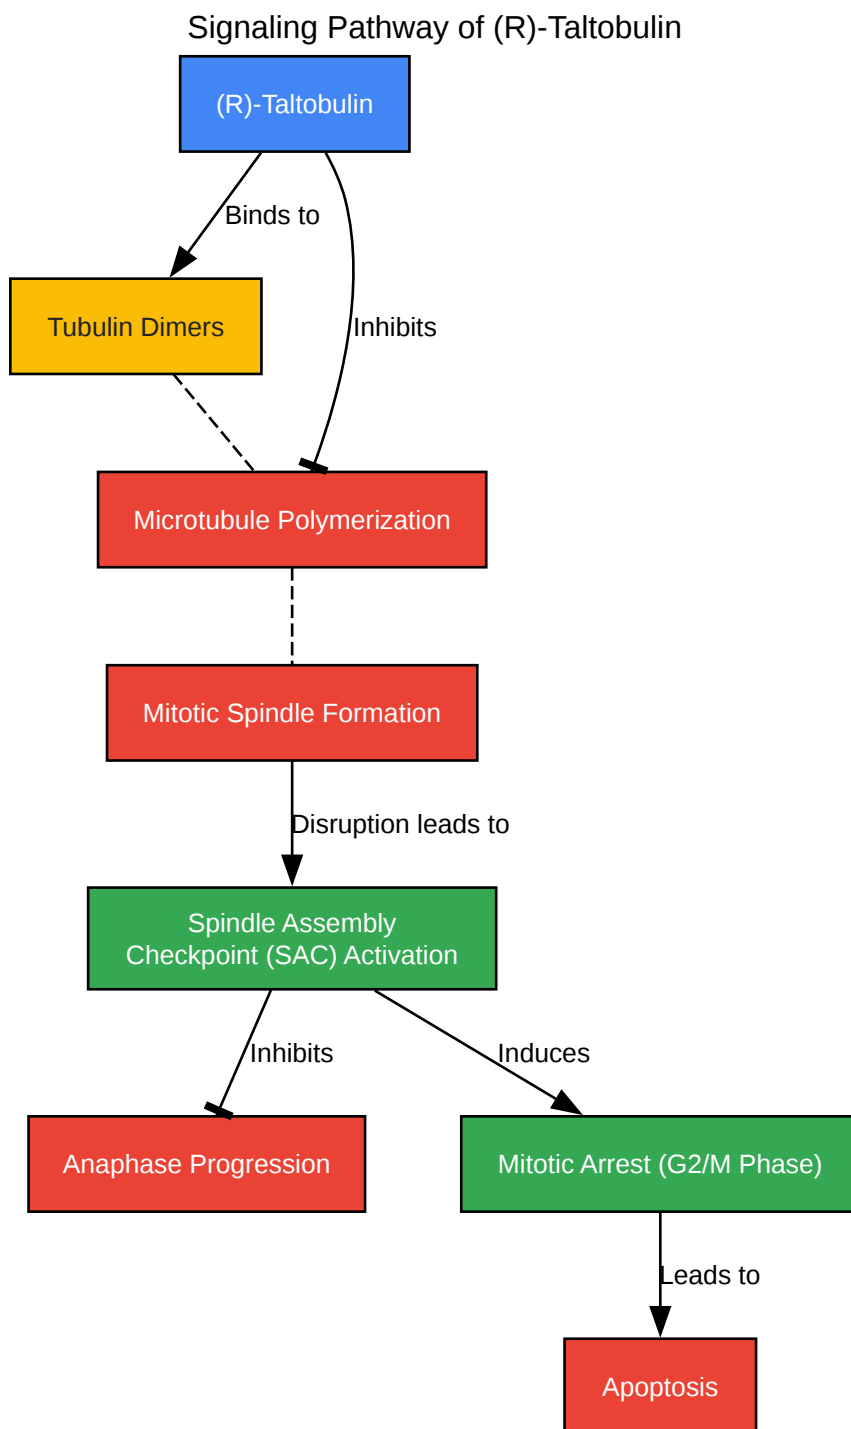 Signaling Pathway of (R)-Taltobulin
(R)-Taltobulin
Binds to
Tubulin Dimers
Inhibits
Microtubule Polymerization
Mitotic Spindle Formation
Disruption leads to
Spindle Assembly
Checkpoint (SAC) Activation
Inhibits
Induces
Anaphase Progression
Mitotic Arrest (G2/M Phase)
Leads to
Apoptosis